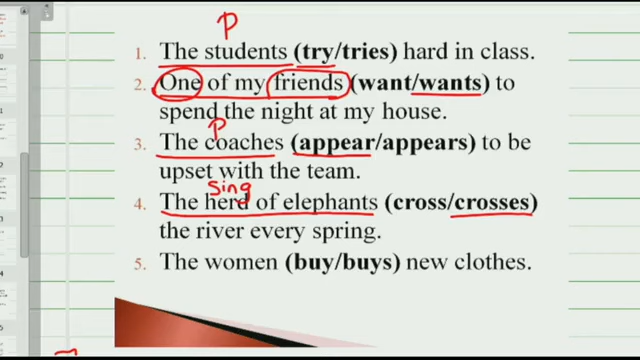 P
1. The students (try/tries) hard in class.
2. One of my friends (want/wants) to
spend the night at my house.
P
3. The coaches (appear/appears) to be
upset with the team.
sing
4. The herd of elephants (cross/crosses)
the river every spring.
5. The women (buy/buys) new clothes.